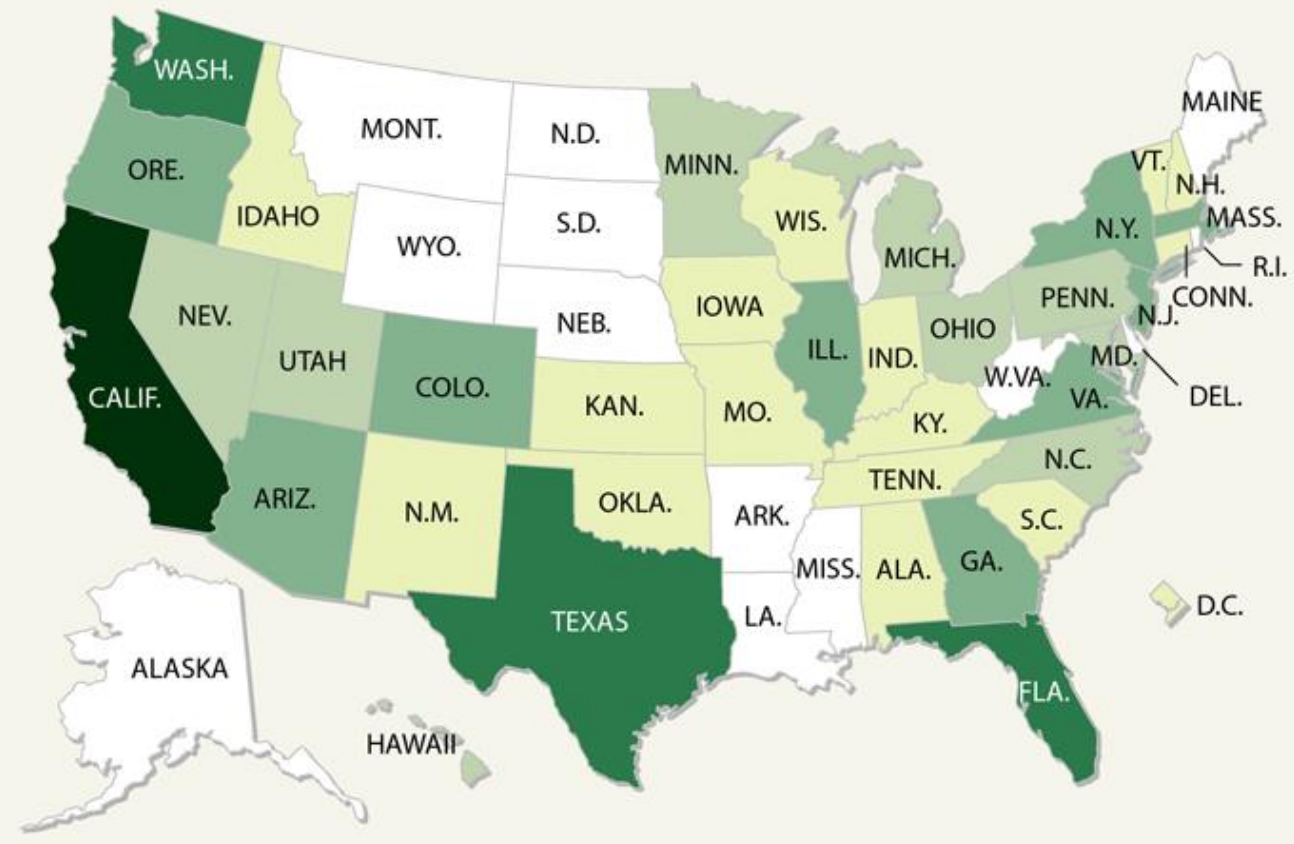 WASH.
MONT.
N.D.
MINN.
MAINE
ORE.
IDAHO
WYO.
S.D.
WIS.
MICH.
VT.
N.H.
N.Y.
MASS.
R.I.
CONN.
NEV.
UTAH
COLO.
NEB.
IOWA
ILL.
IND.
OHIO
PENN.
N.J.
MD.
DEL.
W.VA.
VA.
CALIF.
KAN.
MO.
KY.
N.C.
TENN.
ARIZ.
N.M.
OKLA.
ARK.
S.C.
MISS.
ALA.
GA.
D.C.
TEXAS
LA.
FLA.
ALASKA
HAWAII